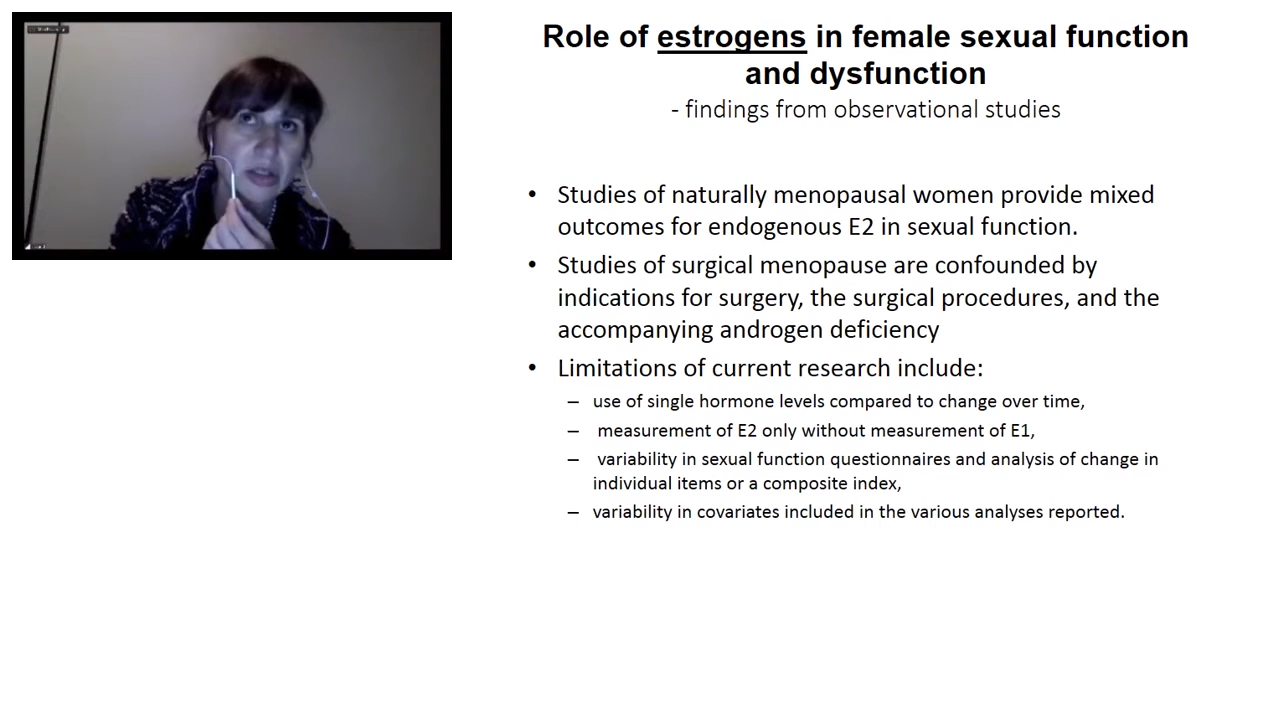 Role of estrogens in female sexual function
and dysfunction
- findings from observational studies
• Studies of naturally menopausal women provide mixed
outcomes for endogenous E2 in sexual function.
• Studies of surgical menopause are confounded by
indications for surgery, the surgical procedures, and the
accompanying androgen deficiency
• Limitations of current research include:
– use of single hormone levels compared to change over time,
– measurement of E2 only without measurement of E1,
– variability in sexual function questionnaires and analysis of change in
individual items or a composite index,
– variability in covariates included in the various analyses reported.